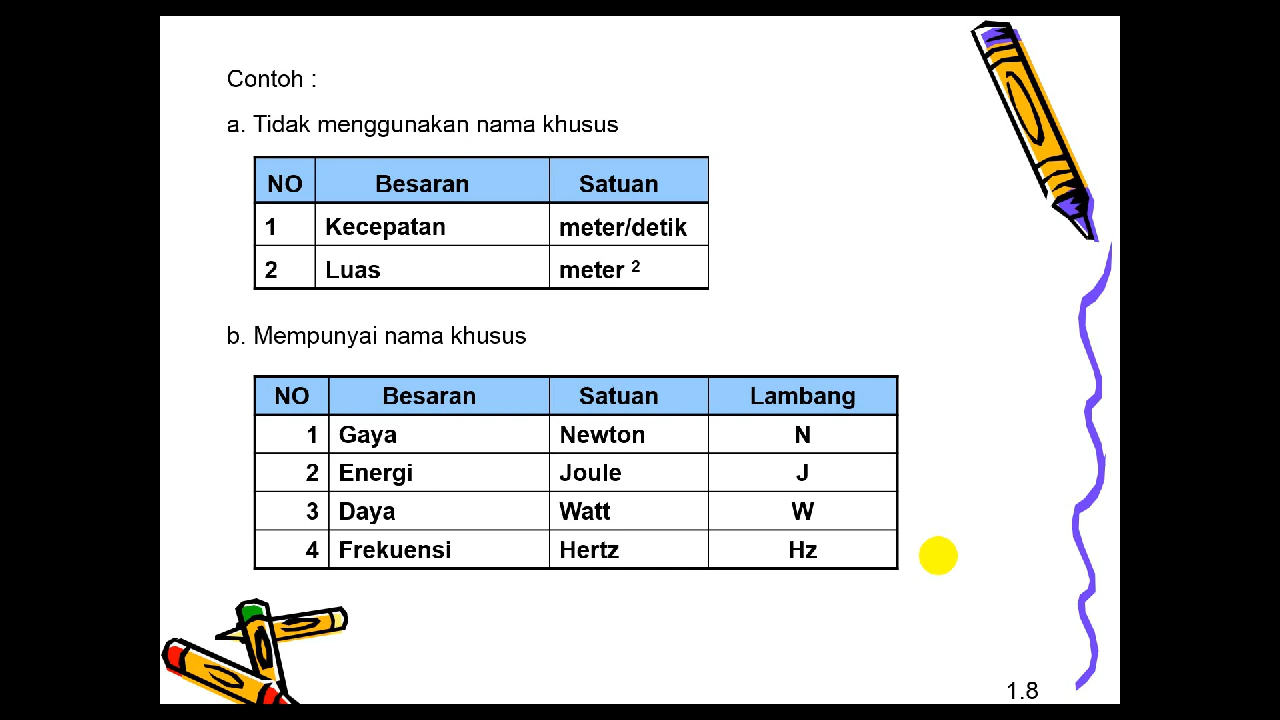 Contoh :
a. Tidak menggunakan nama khusus
NO Besaran Satuan
1 Kecepatan meter/detik
2 Luas meter ²
b. Mempunyai nama khusus
NO Besaran Satuan Lambang
1 Gaya Newton N
2 Energi Joule J
3 Daya Watt W
4 Frekuensi Hertz Hz
1.8